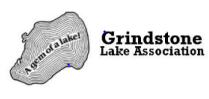 A gem of a lake!
Grindstone
Lake Association